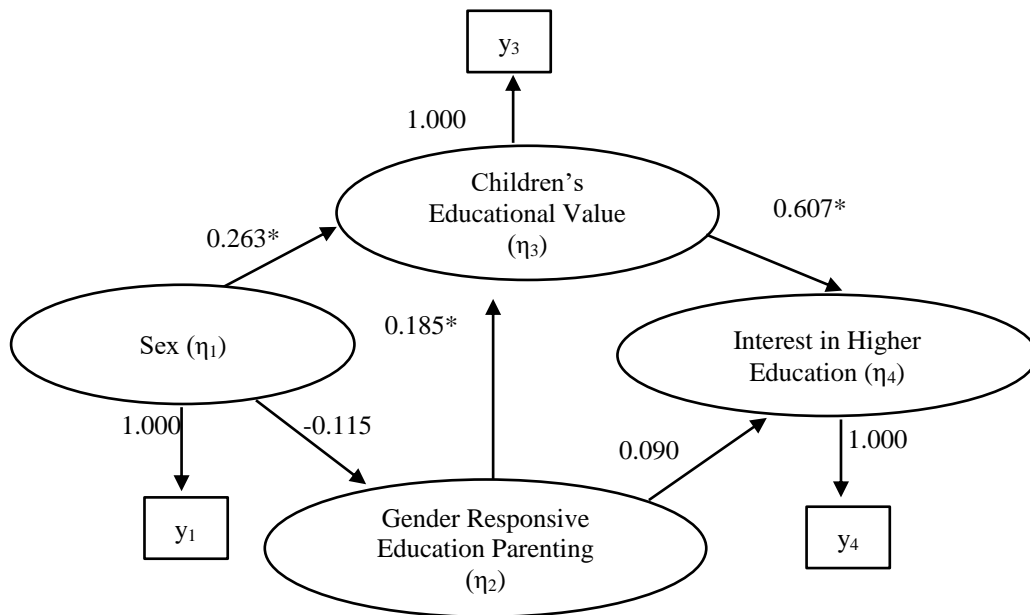 y₃
1.000
Children’s
Educational Value
(η₃)
0.607*
0.263*
0.185*
Sex (η₁)
Interest in Higher
Education (η₄)
1.000
-0.115
0.090
1.000
y₁
Gender Responsive
Education Parenting
(η₂)
y₄